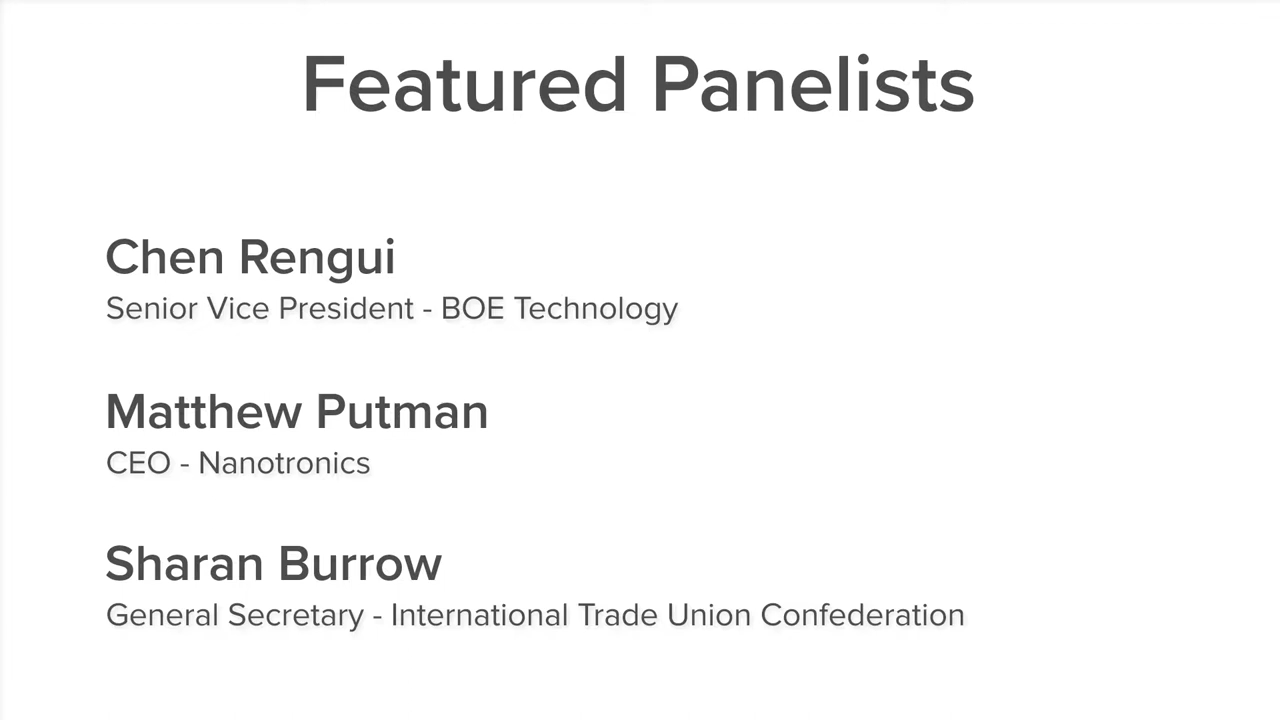 Featured Panelists
Chen Rengui
Senior Vice President - BOE Technology
Matthew Putman
CEO - Nanotronics
Sharan Burrow
General Secretary - International Trade Union Confederation